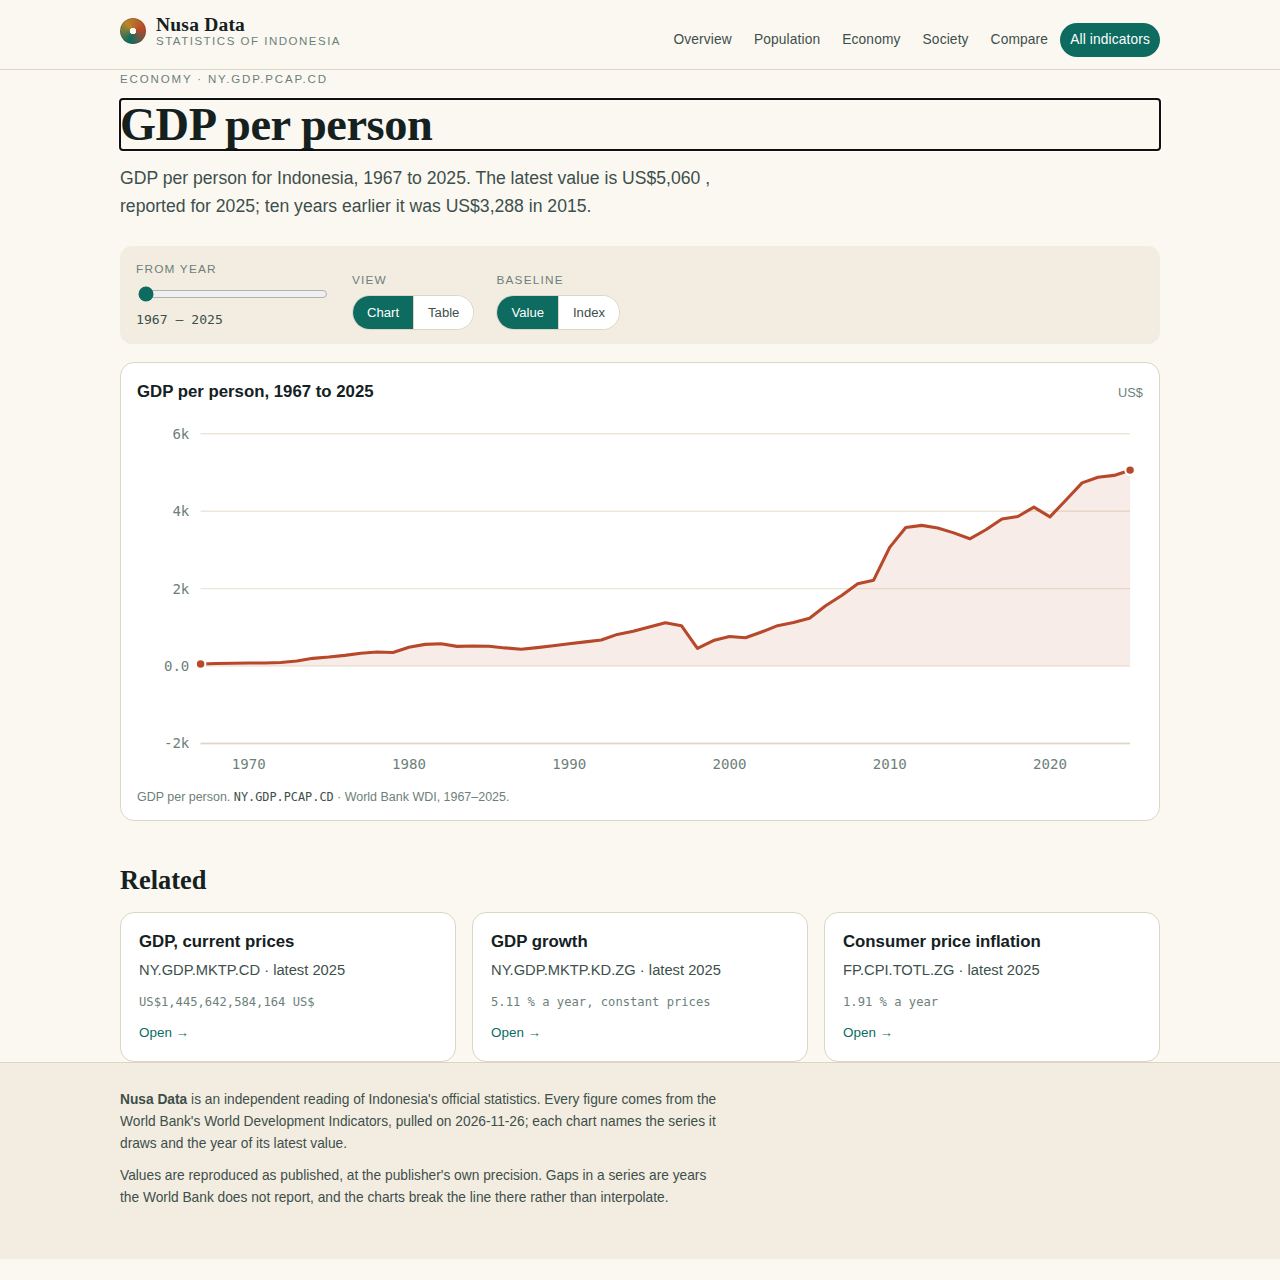 Nusa Data
STATISTICS OF INDONESIA
Overview Population Economy Society Compare All indicators
ECONOMY · NY.GDP.PCAP.CD
GDP per person
GDP per person for Indonesia, 1967 to 2025. The latest value is US$5,060 ,
reported for 2025; ten years earlier it was US$3,288 in 2015.
FROM YEAR
1967 – 2025
VIEW
Chart Table
BASELINE
Value Index
GDP per person, 1967 to 2025
US$
6k
4k
2k
0.0
-2k
1970 1980 1990 2000 2010 2020
GDP per person. NY.GDP.PCAP.CD · World Bank WDI, 1967–2025.
Related
GDP, current prices
NY.GDP.MKTP.CD · latest 2025
US$1,445,642,584,164 US$
Open →
GDP growth
NY.GDP.MKTP.KD.ZG · latest 2025
5.11 % a year, constant prices
Open →
Consumer price inflation
FP.CPI.TOTL.ZG · latest 2025
1.91 % a year
Open →
Nusa Data is an independent reading of Indonesia's official statistics. Every figure comes from the
World Bank's World Development Indicators, pulled on 2026-11-26; each chart names the series it
draws and the year of its latest value.
Values are reproduced as published, at the publisher's own precision. Gaps in a series are years
the World Bank does not report, and the charts break the line there rather than interpolate.